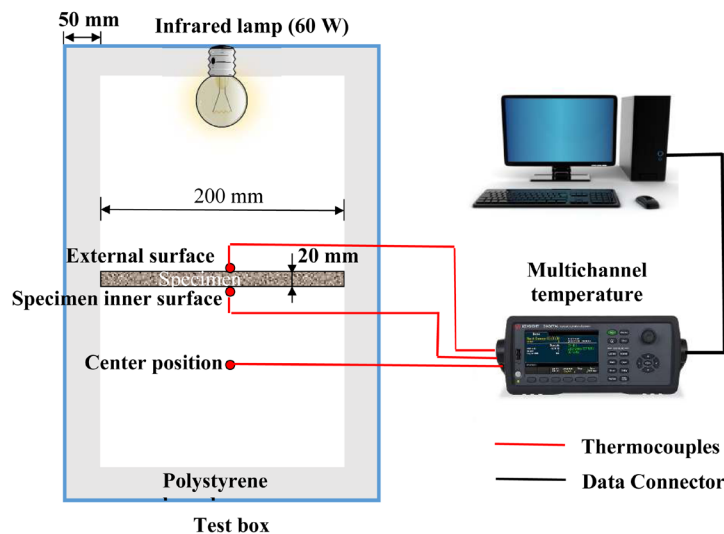 50 mm
Infrared lamp (60 W)
200 mm
External surface
20 mm
Specimen
Specimen inner surface
Center position
Polystyrene
Test box
Multichannel
temperature
Thermocouples
Data Connector